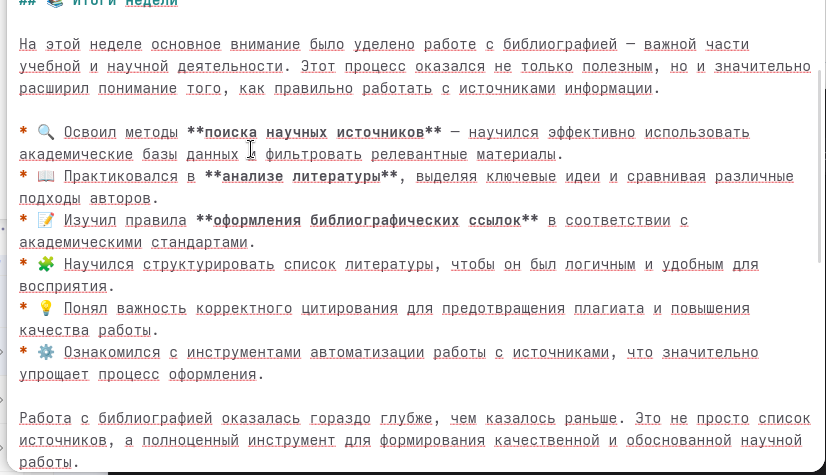 ## 📚 Итоги недели
На этой неделе основное внимание было уделено работе с библиографией — важной части
учебной и научной деятельности. Этот процесс оказался не только полезным, но и значительно
расширил понимание того, как правильно работать с источниками информации.
* 🔍 Освоил методы **поиска научных источников** — научился эффективно использовать
академические базы данных и фильтровать релевантные материалы.
* 📖 Практиковался в **анализе литературы**, выделяя ключевые идеи и сравнивая различные
подходы авторов.
* 📝 Изучил правила **оформления библиографических ссылок** в соответствии с
академическими стандартами.
* 🧩 Научился структурировать список литературы, чтобы он был логичным и удобным для
восприятия.
* 💡 Понял важность корректного цитирования для предотвращения плагиата и повышения
качества работы.
* ⚙️ Ознакомился с инструментами автоматизации работы с источниками, что значительно
упрощает процесс оформления.
Работа с библиографией оказалась гораздо глубже, чем казалось раньше. Это не просто список
источников, а полноценный инструмент для формирования качественной и обоснованной научной
работы.